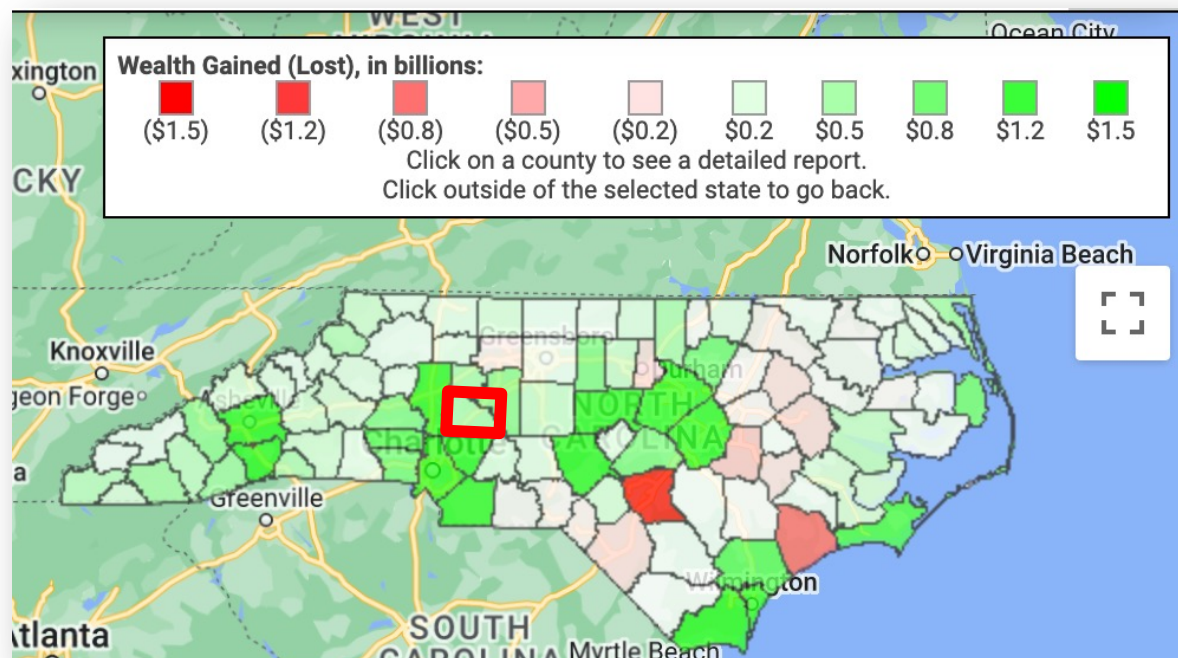 WEST
Ocean City
xington
Wealth Gained (Lost), in billions:
($1.5) ($1.2) ($0.8) ($0.5) ($0.2) $0.2 $0.5 $0.8 $1.2 $1.5
Click on a county to see a detailed report.
Click outside of the selected state to go back.
CKY
Norfolk Virginia Beach
Knoxville
Greensboro
geon Forge
Asheville
Durham
NORTH
CAROLINA
Charlotte
a
Greenville
Wilmington
Atlanta
SOUTH
CAROLINA
Myrtle Beach